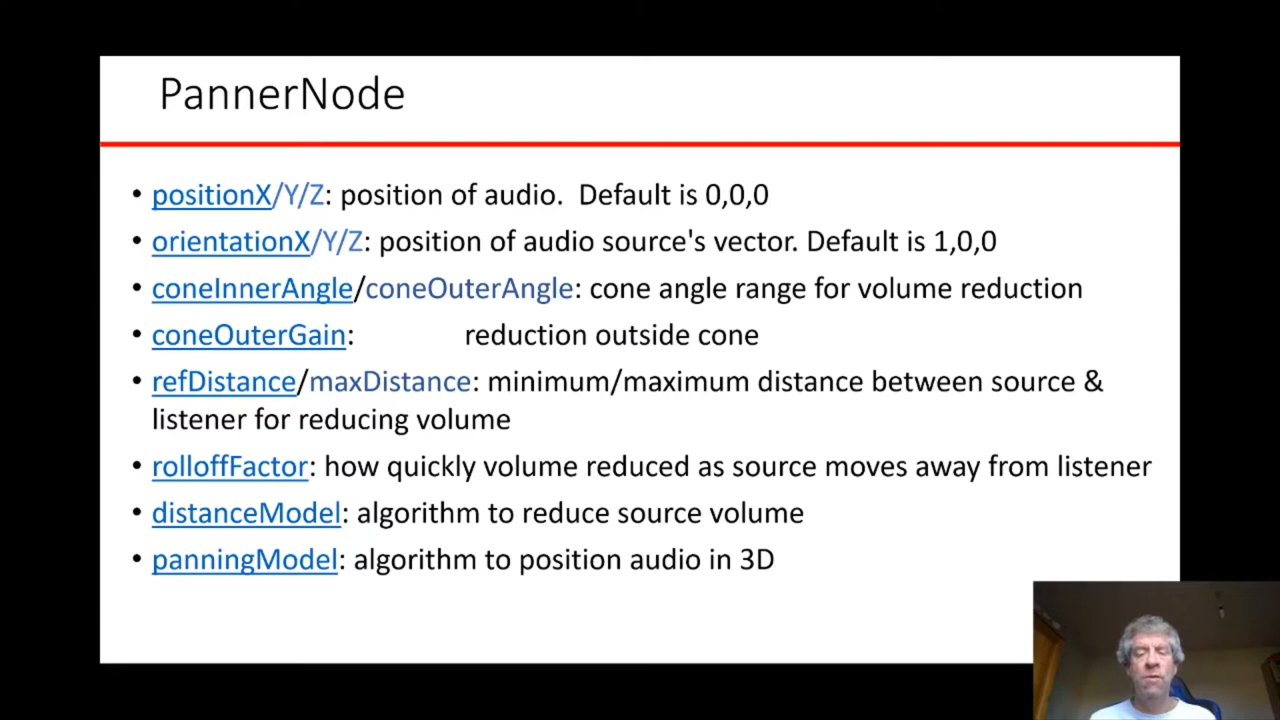 PannerNode
• positionX/Y/Z: position of audio. Default is 0,0,0
• orientationX/Y/Z: position of audio source's vector. Default is 1,0,0
• coneInnerAngle/coneOuterAngle: cone angle range for volume reduction
• coneOuterGain: reduction outside cone
• refDistance/maxDistance: minimum/maximum distance between source &
listener for reducing volume
• rolloffFactor: how quickly volume reduced as source moves away from listener
• distanceModel: algorithm to reduce source volume
• panningModel: algorithm to position audio in 3D